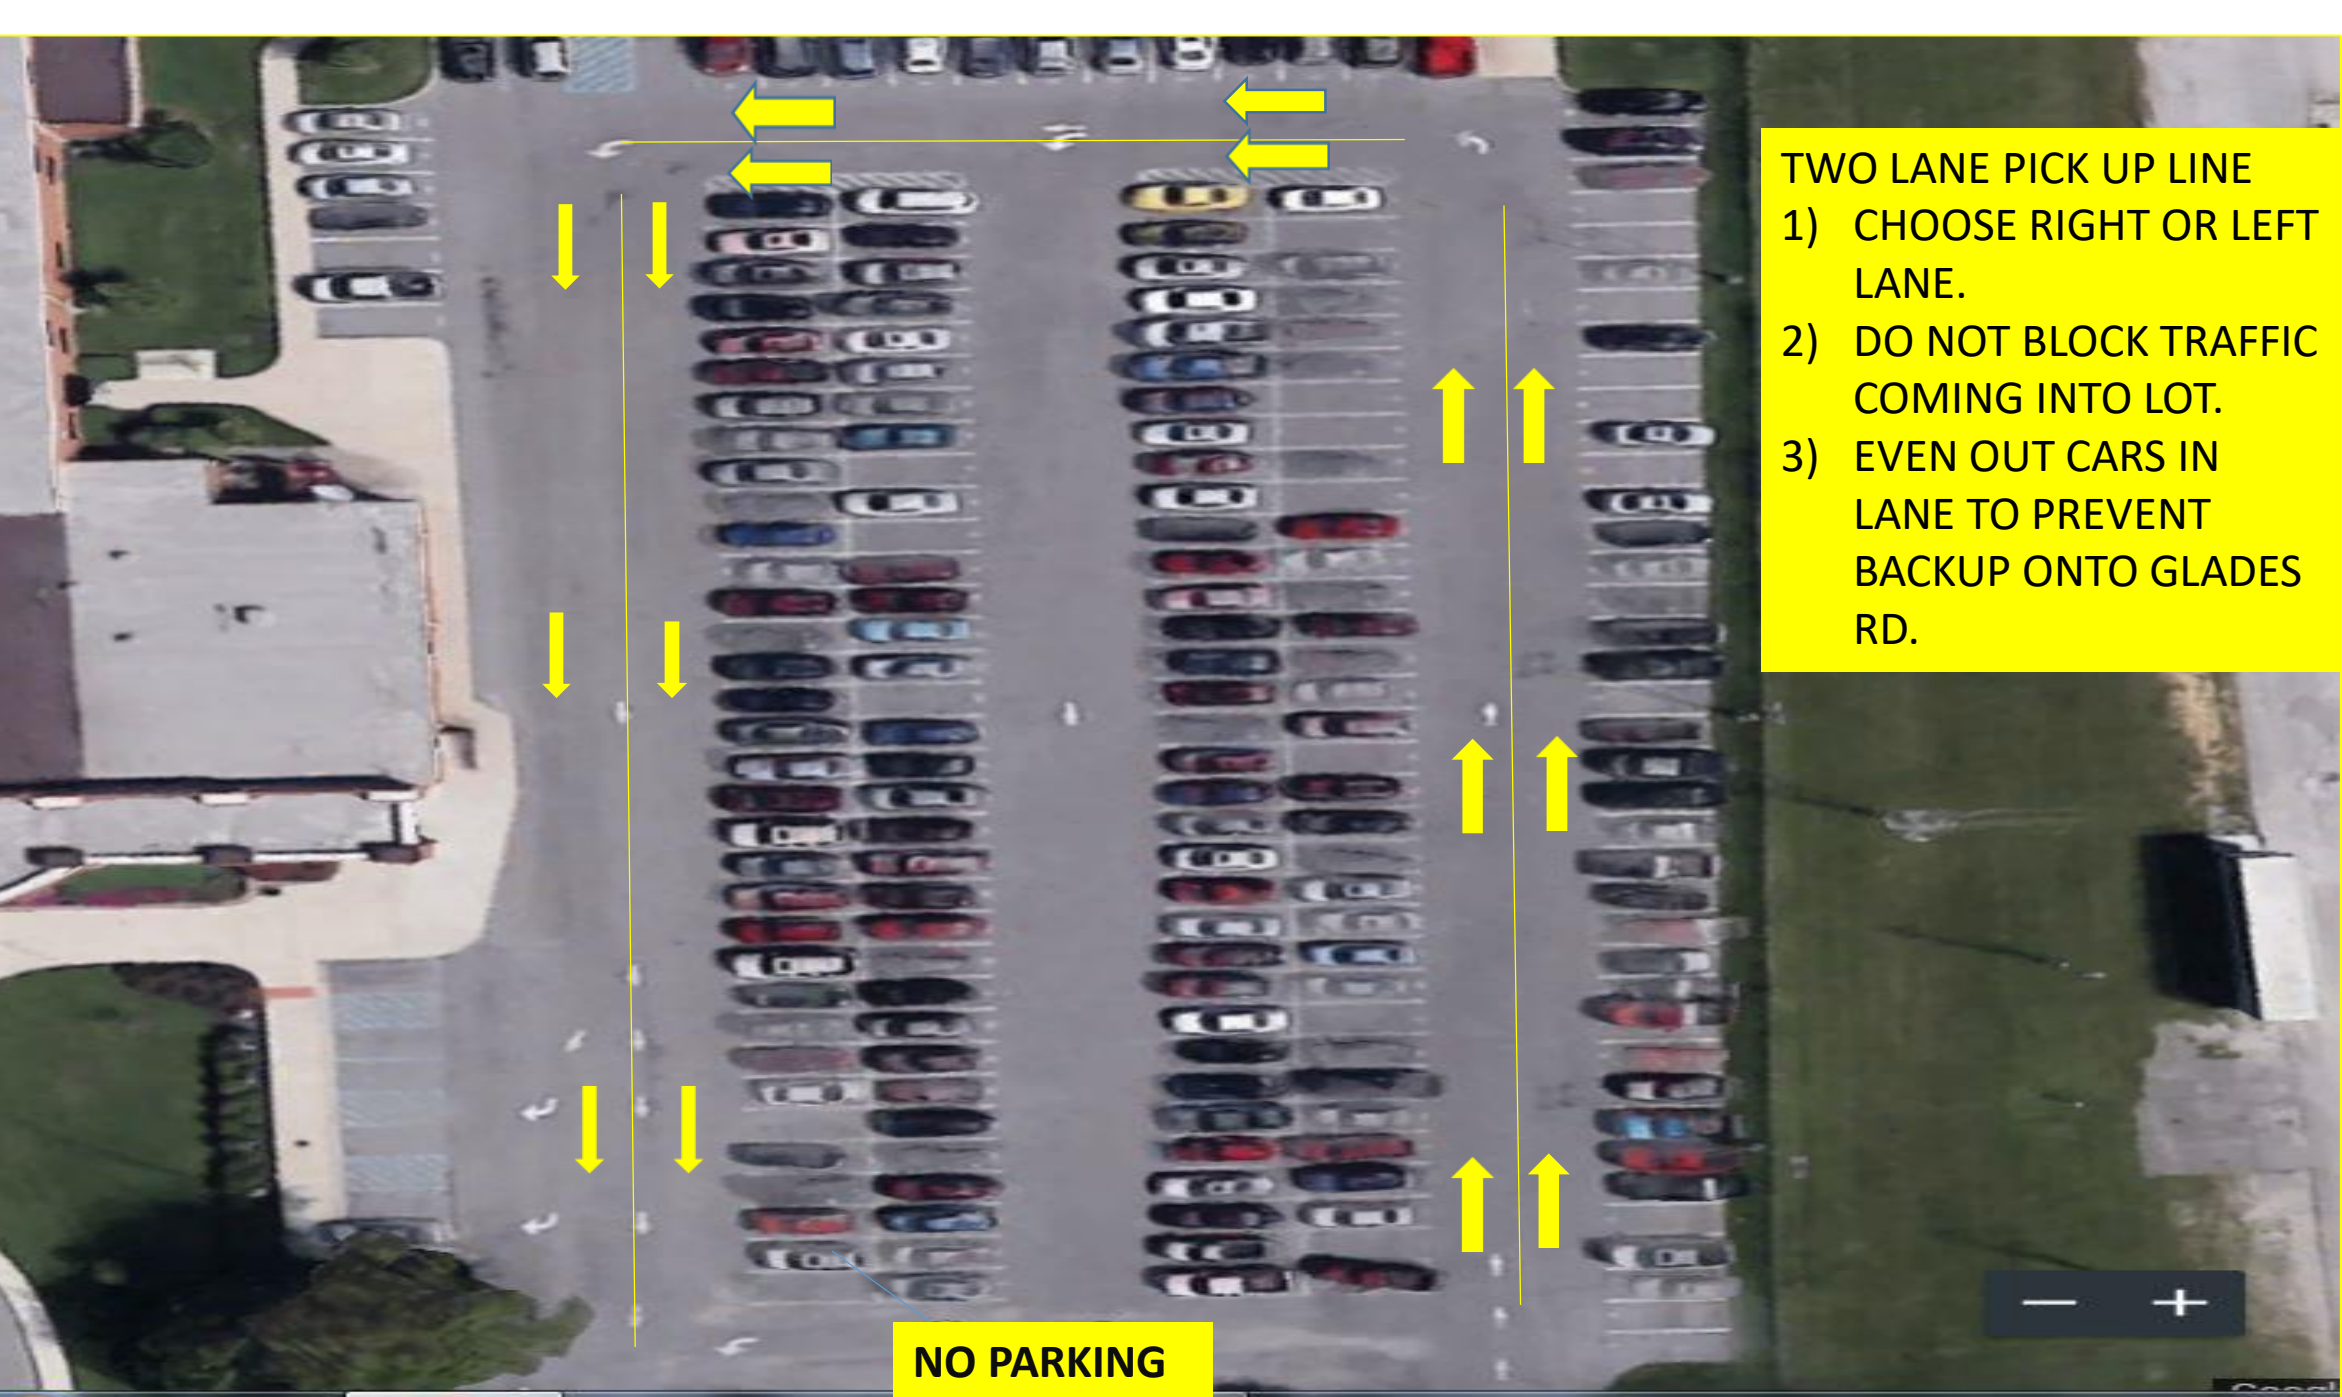 TWO LANE PICK UP LINE
1) CHOOSE RIGHT OR LEFT
LANE.
2) DO NOT BLOCK TRAFFIC
COMING INTO LOT.
3) EVEN OUT CARS IN
LANE TO PREVENT
BACKUP ONTO GLADES
RD.
NO PARKING